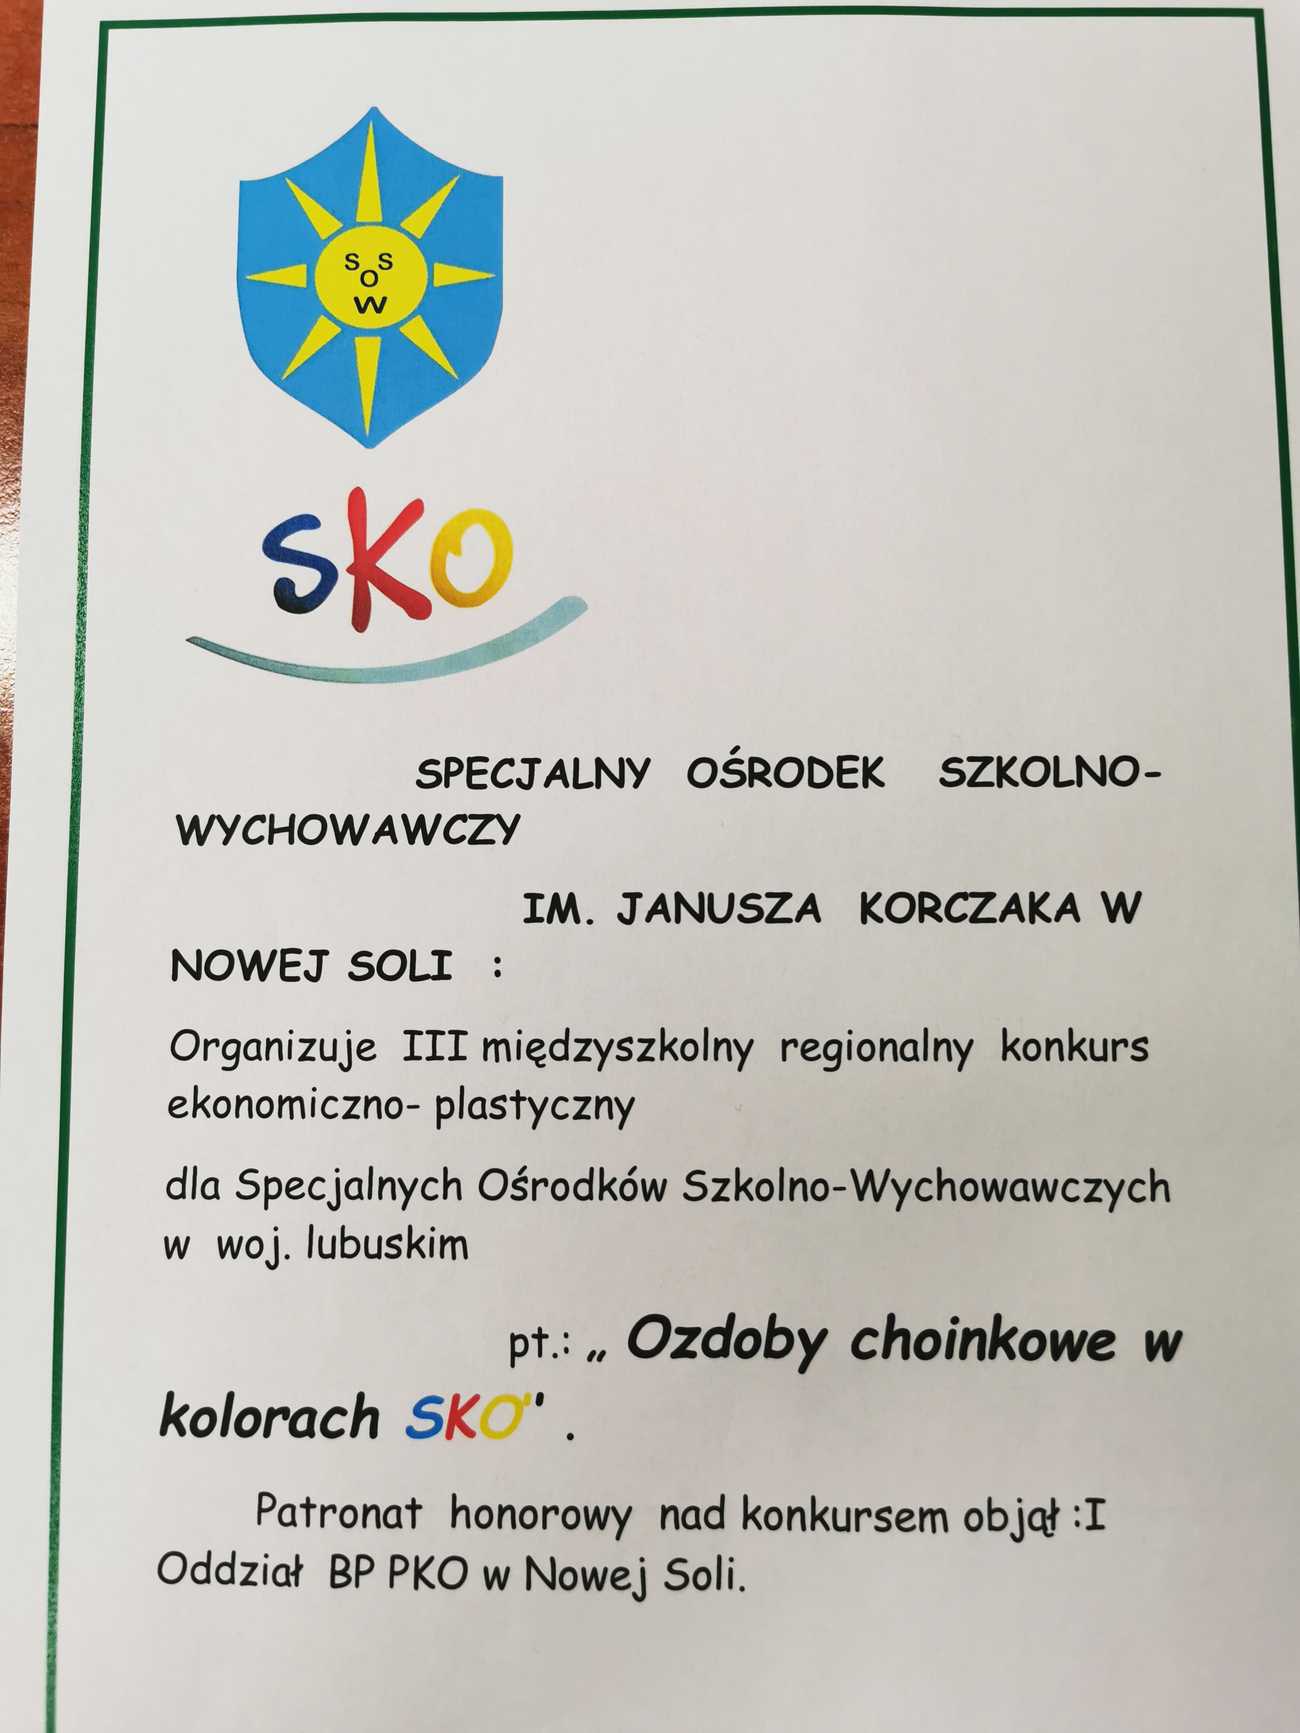 S S
O
W
SKO
SPECJALNY OŚRODEK SZKOLNO-
WYCHOWAWCZY
IM. JANUSZA KORCZAKA W
NOWEJ SOLI :
Organizuje III międzyszkolny regionalny konkurs
ekonomiczno- plastyczny
dla Specjalnych Ośrodków Szkolno-Wychowawczych
w woj. lubuskim
pt.: „ Ozdoby choinkowe w
kolorach SKO'' .
Patronat honorowy nad konkursem objął :I
Oddział BP PKO w Nowej Soli.